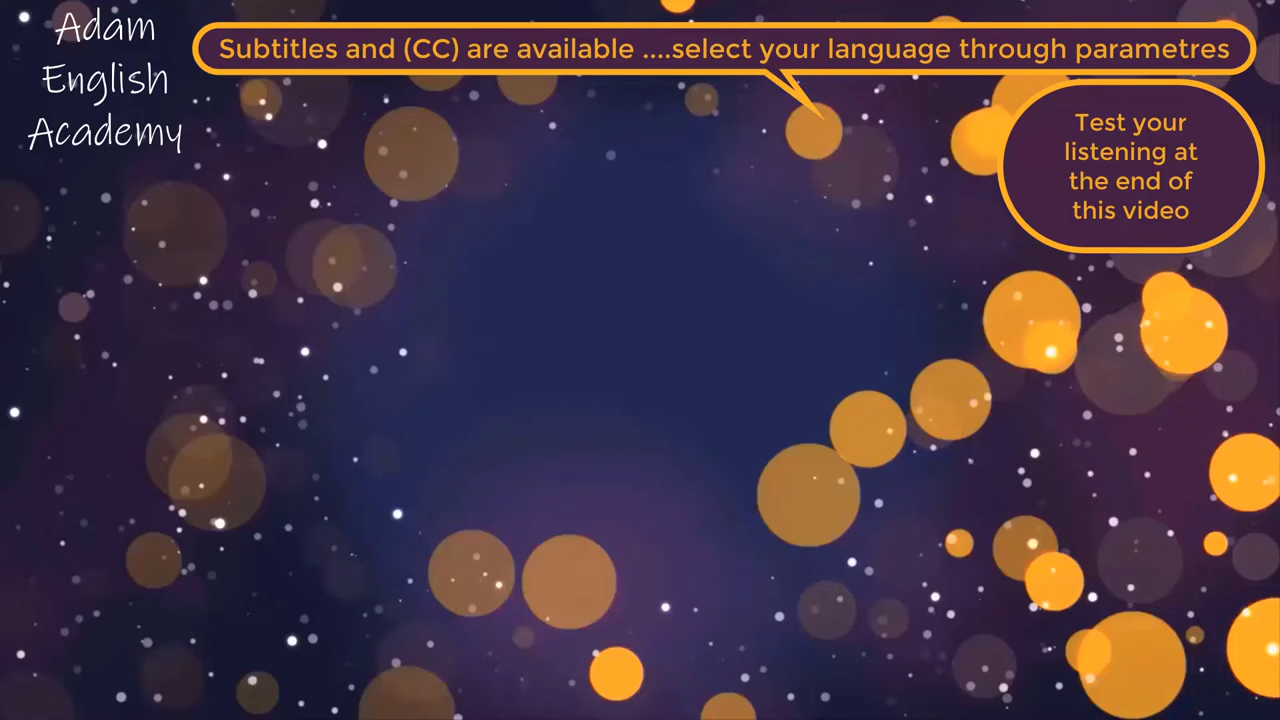 Adam
English
Academy
Subtitles and (CC) are available ....select your language through parametres
Test your
listening at
the end of
this video